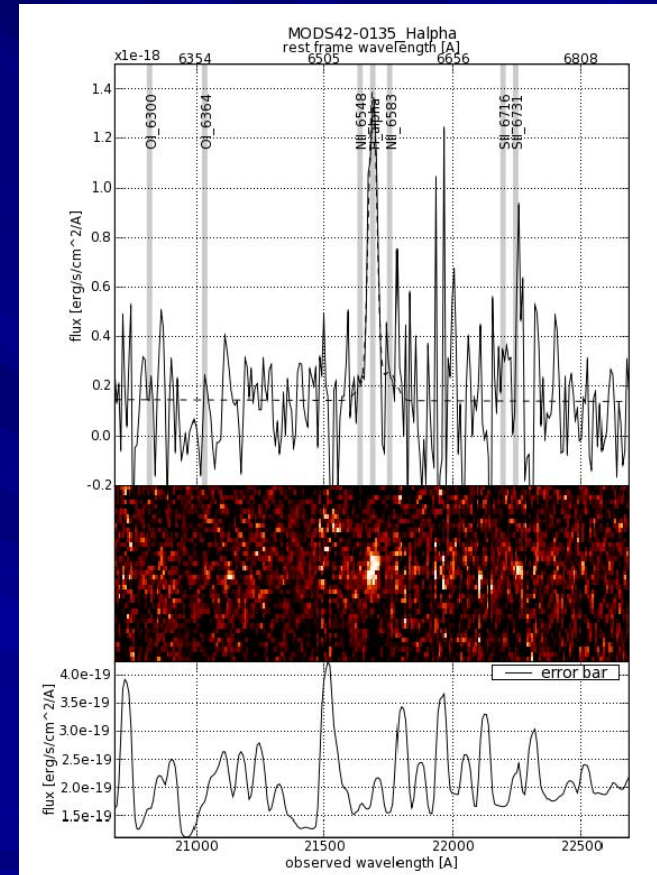 MODS42-0135_Halpha
rest frame wavelength [A]
x1e-18
6354 6505 6656 6808
1.4
1.2
1.0
0.8
0.6
0.4
0.2
0.0
-0.2
flux [erg/s/cm^2/A]
OI_6300
OI_6364
NII_6548
H_alpha
NII_6583
SII_6716
SII_6731
error bar
4.0e-19
3.5e-19
3.0e-19
2.5e-19
2.0e-19
1.5e-19
flux [erg/s/cm^2/A]
21000 21500 22000 22500
observed wavelength [A]